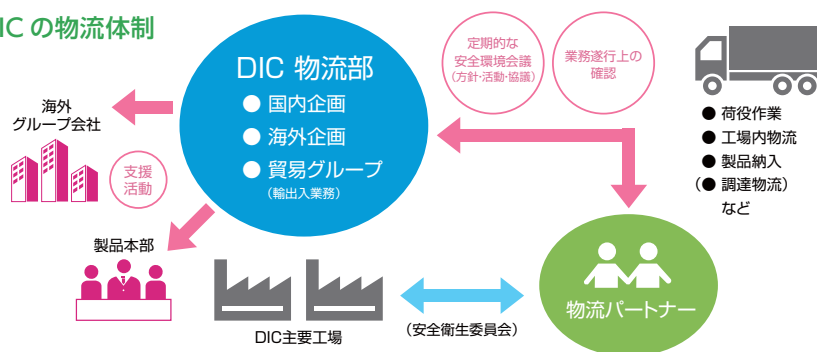 IC の物流体制
DIC 物流部
● 国内企画
● 海外企画
● 貿易グループ
（輸出入業務）
定期的な
安全環境会議
（方針・活動・協議）
業務遂行上の
確認
● 荷役作業
● 工場内物流
● 製品納入
（● 調達物流）
など
海外
グループ会社
支援
活動
製品本部
DIC主要工場
（安全衛生委員会）
物流パートナー